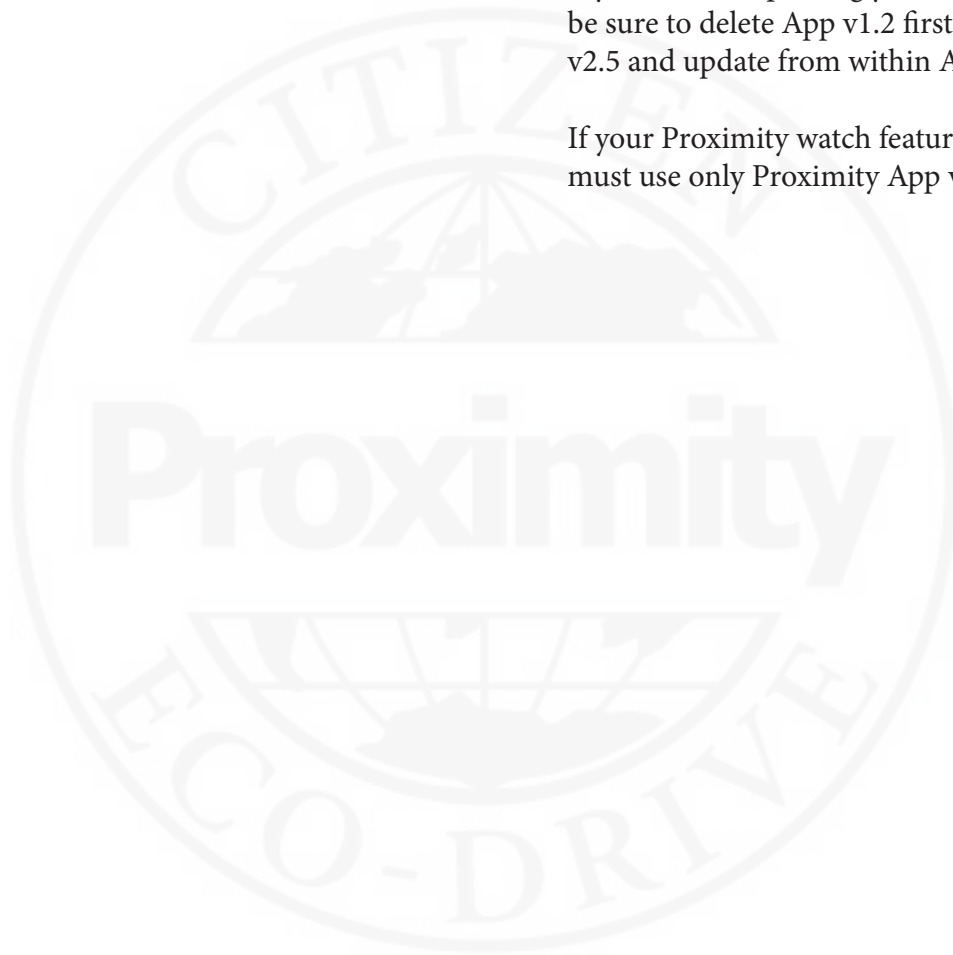 be sure to delete App v1.2 first
v2.5 and update from within A
If your Proximity watch featur
must use only Proximity App v
CITIZEN
Proximity
ECO-DRIVE